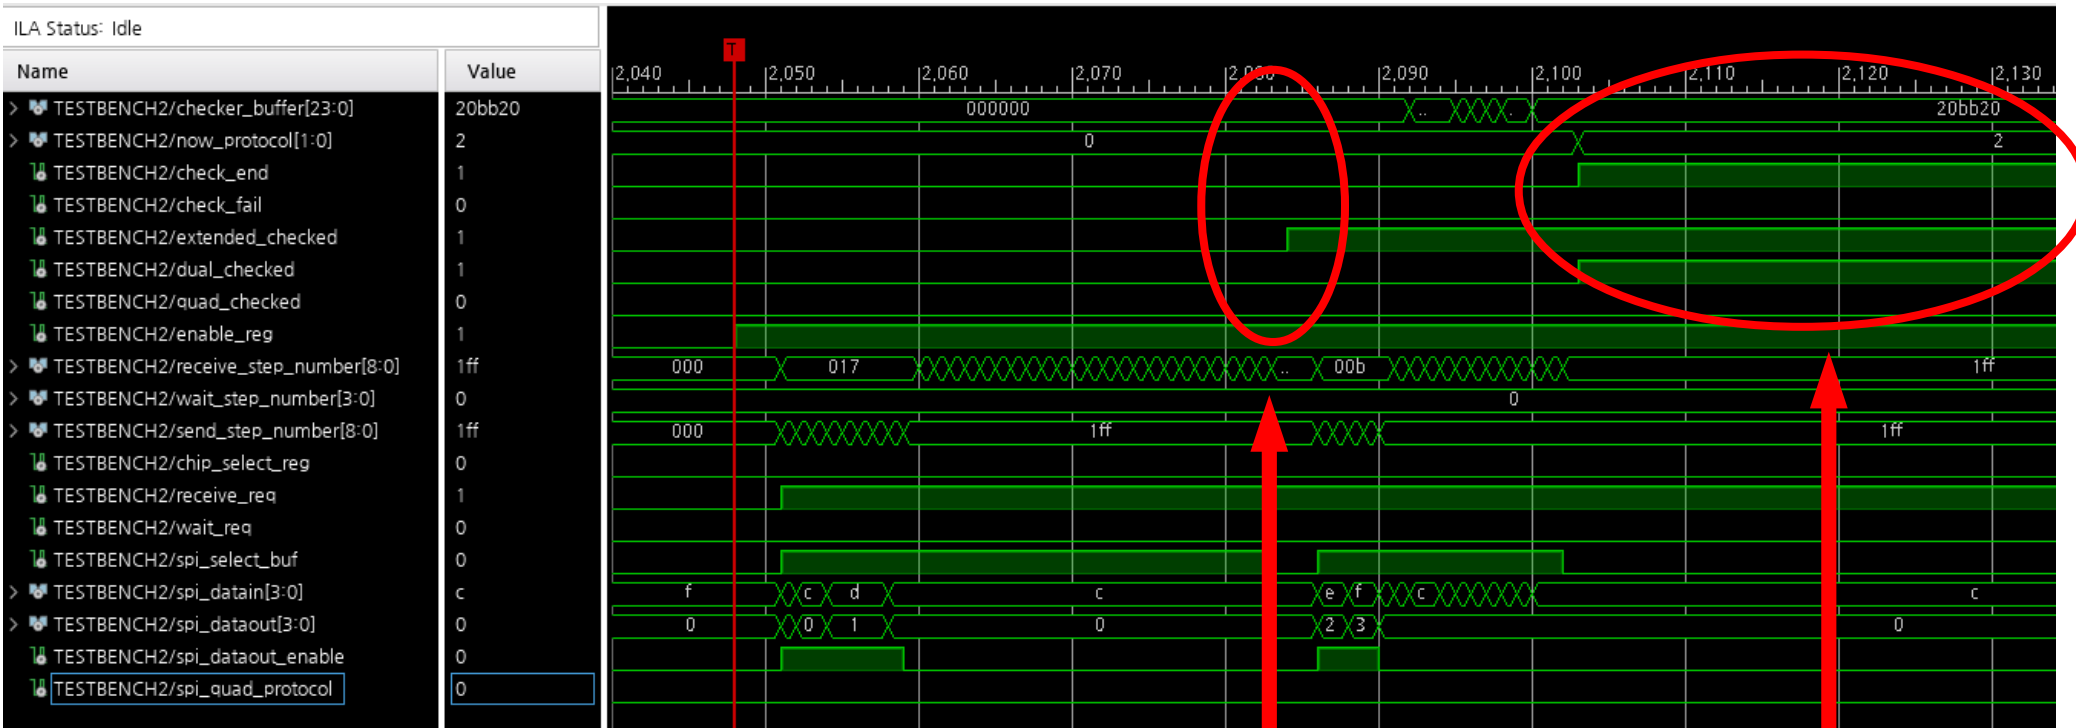 ILA Status: Idle
T
Name Value
2,040 2,050 2,060 2,070 2,080 2,090 2,100 2,110 2,120 2,130
TESTBENCH2/checker_buffer[23:0] 20bb20 000000 .. . 20bb20
TESTBENCH2/now_protocol[1:0] 2 0 2
TESTBENCH2/check_end 1
TESTBENCH2/check_fail 0
TESTBENCH2/extended_checked 1
TESTBENCH2/dual_checked 1
TESTBENCH2/quad_checked 0
TESTBENCH2/enable_reg 1
TESTBENCH2/receive_step_number[8:0] 1ff 000 017 .. 00b 1ff
TESTBENCH2/wait_step_number[3:0] 0 0
TESTBENCH2/send_step_number[8:0] 1ff 000 1ff 1ff
TESTBENCH2/chip_select_reg 0
TESTBENCH2/receive_req 1
TESTBENCH2/wait_req 0
TESTBENCH2/spi_select_buf 0
TESTBENCH2/spi_datain[3:0] c f c d c e f c c
TESTBENCH2/spi_dataout[3:0] 0 0 0 1 0 2 3 0
TESTBENCH2/spi_dataout_enable 0
TESTBENCH2/spi_quad_protocol 0